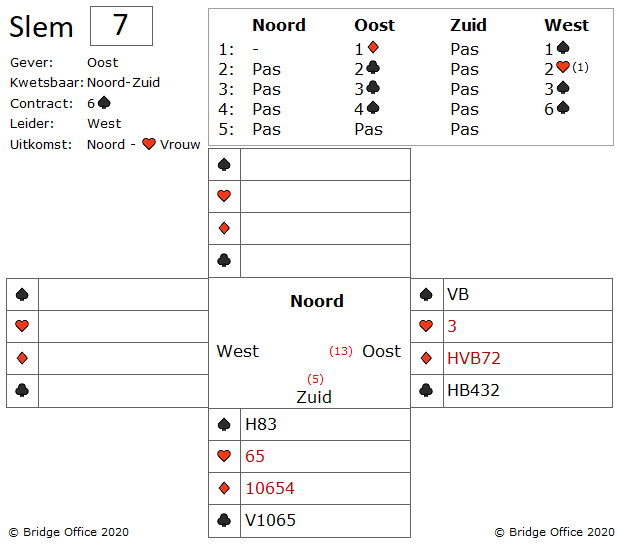 Slem 7
Gever: Oost
Kwetsbaar: Noord-Zuid
Contract: 6♠
Leider: West
Uitkomst: Noord - ♥ Vrouw
Noord Oost Zuid West
1: - 1♦ Pas 1♠
2: Pas 2♣ Pas 2♥(1)
3: Pas 3♣ Pas 3♠
4: Pas 4♠ Pas 6♠
5: Pas Pas Pas
♠
♥
♦
♣
♠
♥
♦
♣
Noord
West (13) Oost
(5)
Zuid
♠ VB
♥ 3
♦ HVB72
♣ HB432
♠ H83
♥ 65
♦ 10654
♣ V1065
© Bridge Office 2020
© Bridge Office 2020